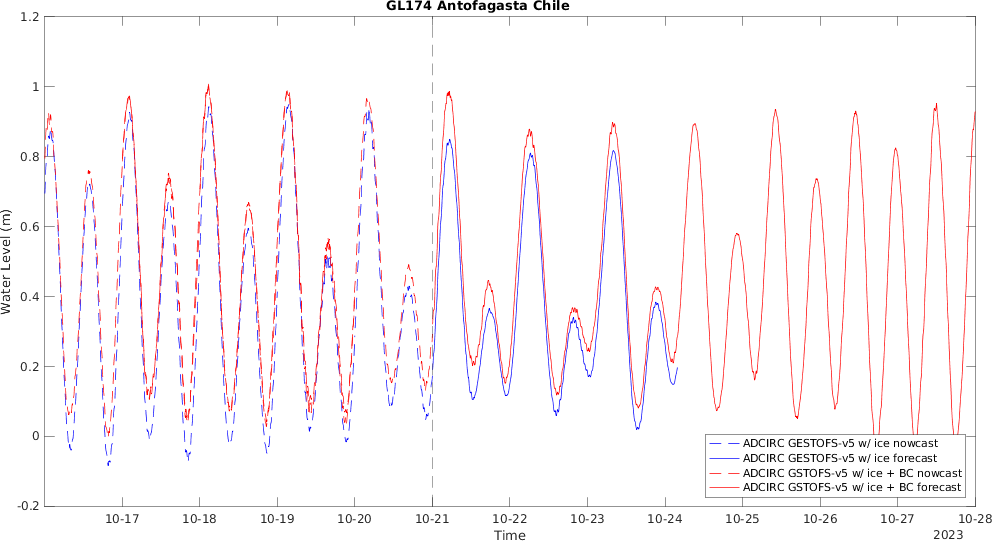 GL174 Antofagasta Chile
1.2
1
0.8
0.6
0.4
0.2
0
-0.2
Water Level (m)
10-17 10-18 10-19 10-20 10-21 10-22 10-23 10-24 10-25 10-26 10-27 10-28
Time
2023
ADCIRC GESTOFS-v5 w/ ice nowcast
ADCIRC GESTOFS-v5 w/ ice forecast
ADCIRC GSTOFS-v5 w/ ice + BC nowcast
ADCIRC GSTOFS-v5 w/ ice + BC forecast